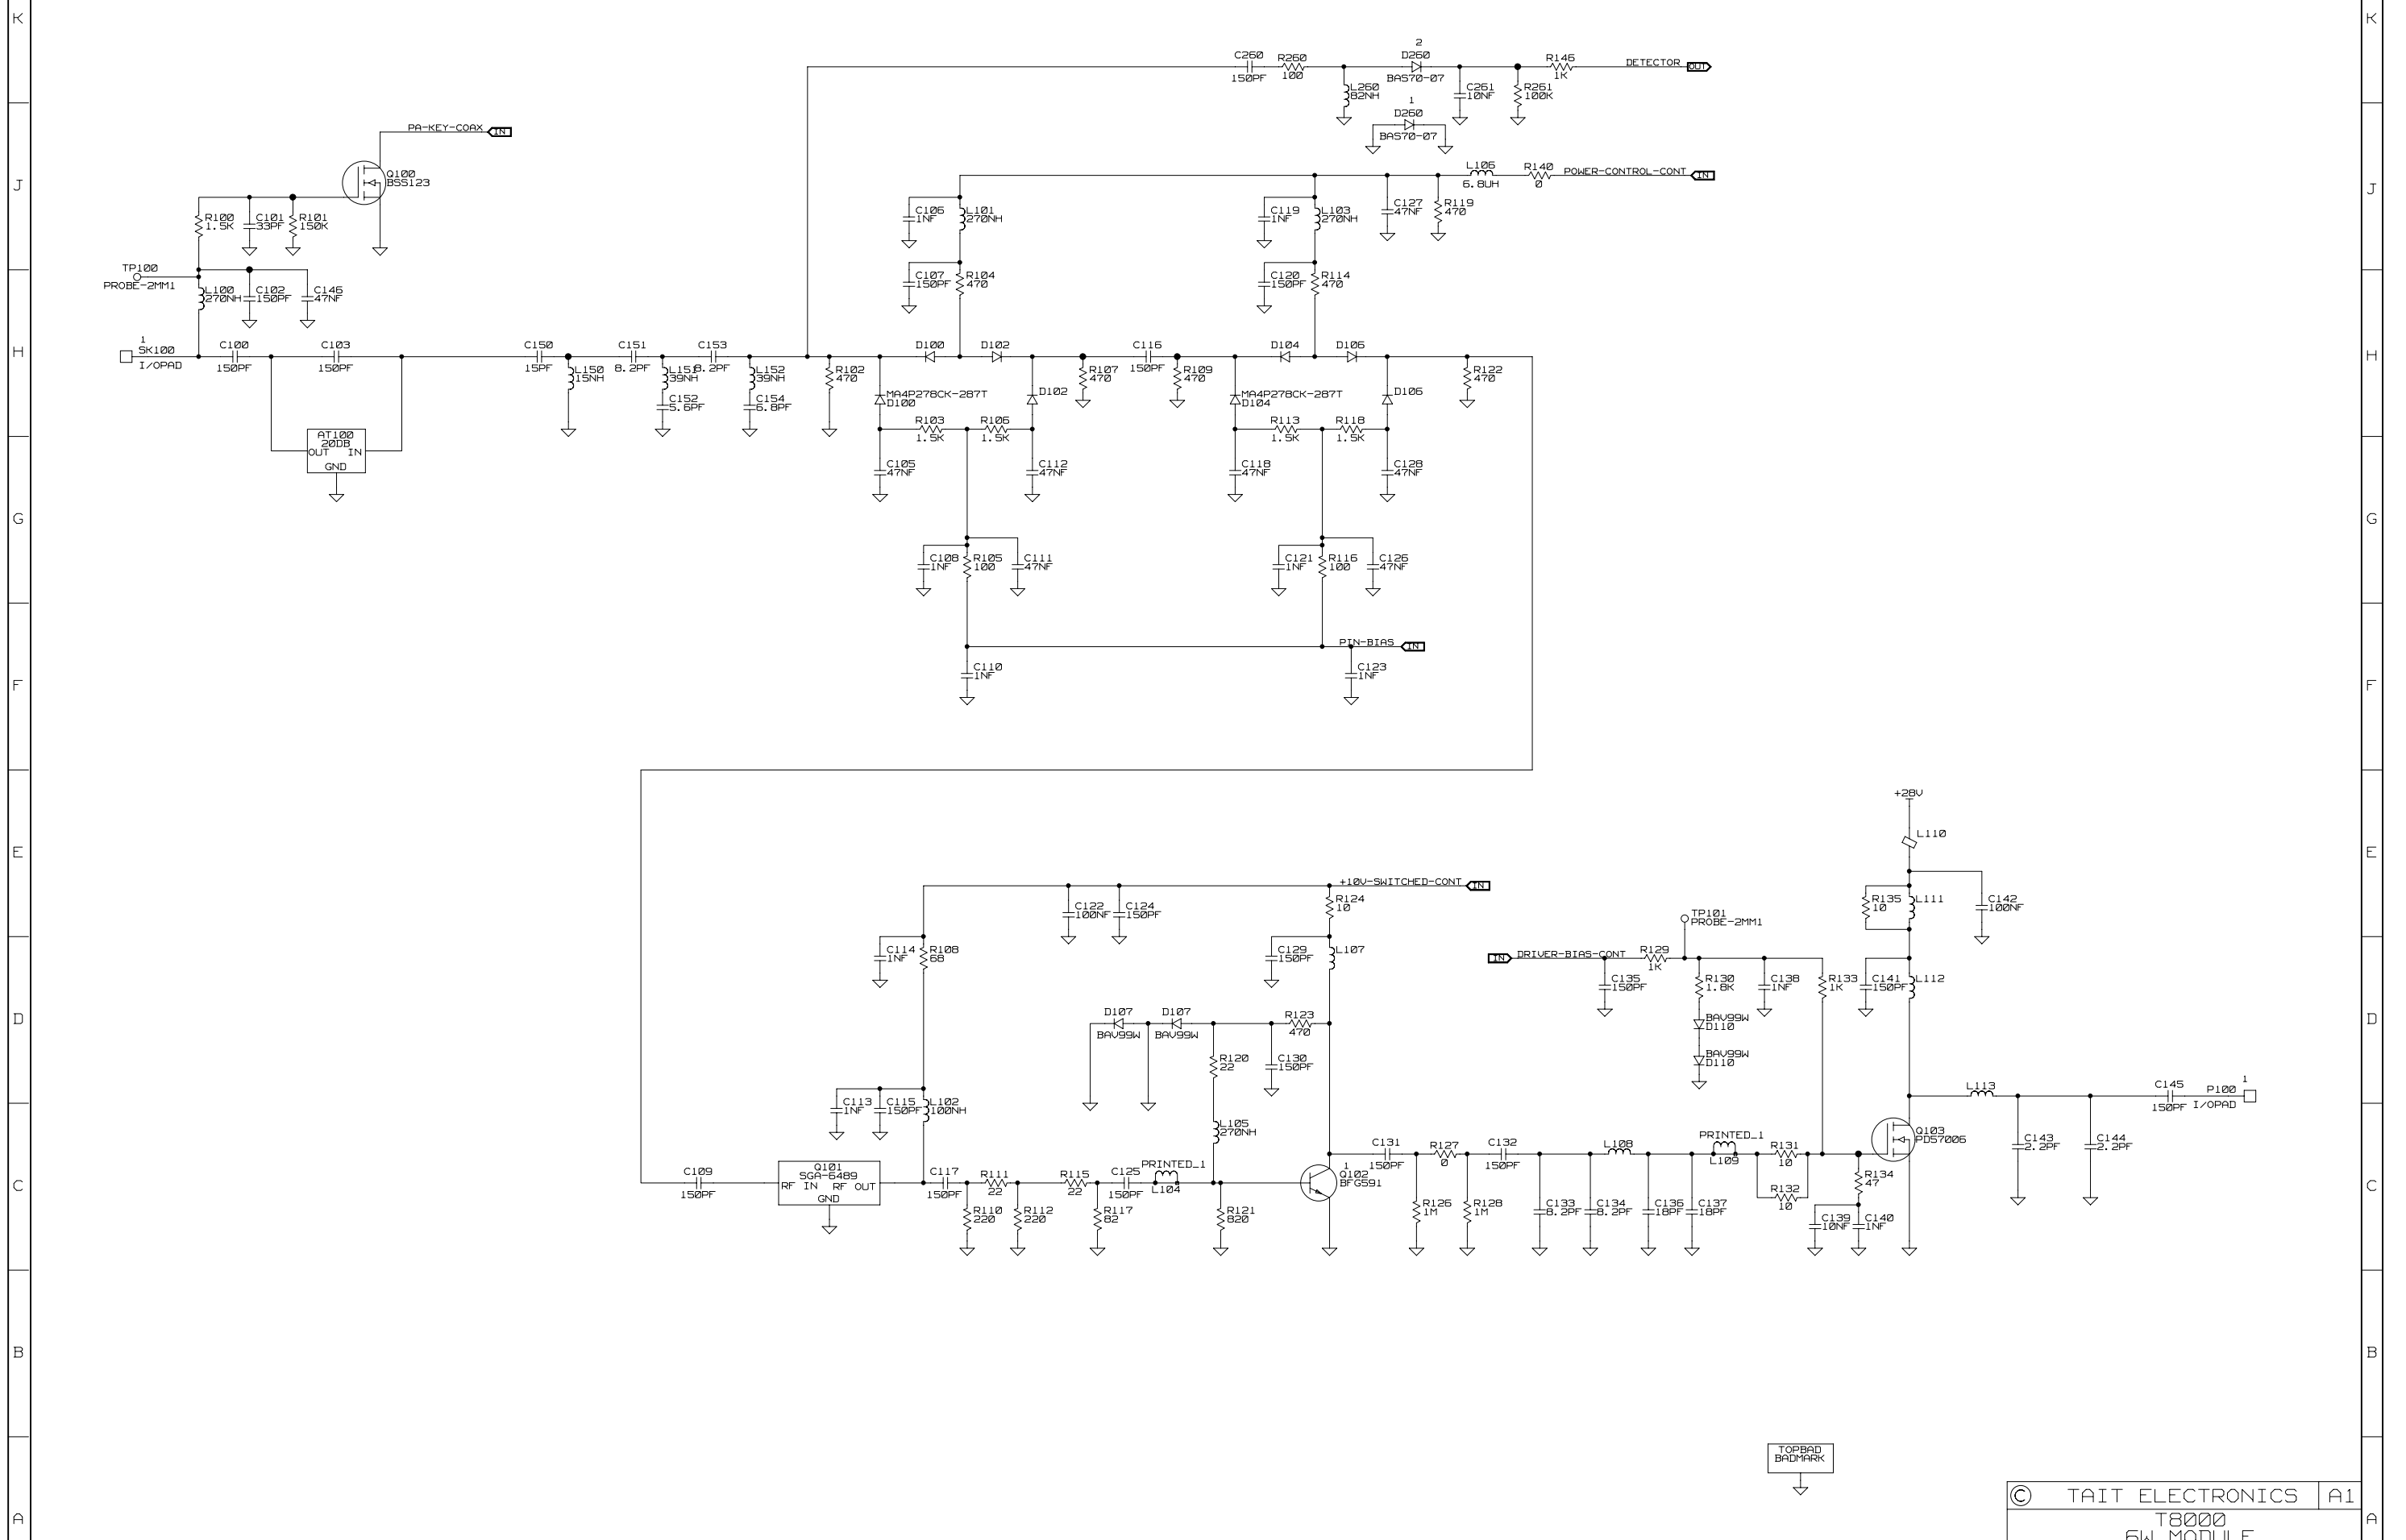 K
K
2
C260
R260
D260
R146
DETECTOR
OUT
150PF
100
BAS70-07
1K
L260
82NH
C261
10NF
R261
100K
1
D260
BAS70-07
PA-KEY-COAX
IN
Q100
BSS123
J
J
L106
R140
POWER-CONTROL-CONT
IN
6.8UH
0
R100
1.5K
C101
33PF
R101
150K
C106
1NF
L101
270NH
C119
1NF
L103
270NH
C127
47NF
R119
470
TP100
PROBE-2MM1
L100
270NH
C102
150PF
C146
47NF
C107
150PF
R104
470
C120
150PF
R114
470
H
H
1
SK100
I/OPAD
C100
150PF
C103
150PF
C150
15PF
C151
8.2PF
C153
8.2PF
D100
D102
C116
150PF
D104
D106
L150
15NH
L151
39NH
L152
39NH
R102
470
R107
470
R109
470
R122
470
C152
5.6PF
C154
6.8PF
MA4P278CK-287T
D100
D102
MA4P278CK-287T
D104
D106
R103
1.5K
R106
1.5K
R113
1.5K
R118
1.5K
AT100
20DB
OUT IN
GND
C105
47NF
C112
47NF
C118
47NF
C128
47NF
G
G
C108
1NF
R105
100
C111
47NF
C121
1NF
R116
100
C126
47NF
PIN-BIAS
IN
C110
1NF
C123
1NF
F
F
+28V
L110
E
E
+10V-SWITCHED-CONT
IN
R124
10
C122
100NF
C124
150PF
R135
10
L111
C142
100NF
TP101
PROBE-2MM1
C114
1NF
R108
68
C129
150PF
L107
IN
DRIVER-BIAS-CONT
R129
1K
C135
150PF
R130
1.8K
C138
1NF
R133
1K
C141
150PF
L112
D
D
D107
BAV99W
D107
BAV99W
R123
470
BAV99W
D110
BAV99W
D110
R120
22
C130
150PF
C113
1NF
C115
150PF
L102
100NH
L105
270NH
L113
C145
150PF
P100
1
I/OPAD
Q103
PD57006
C143
2.2PF
C144
2.2PF
C
C
C109
150PF
Q101
SGA-6489
RF IN RF OUT
GND
C117
150PF
R111
22
R115
22
C125
150PF
PRINTED_1
L104
1
Q102
BFG591
C131
150PF
R127
0
C132
150PF
L108
PRINTED_1
L109
R131
10
R132
10
R134
47
R110
220
R112
220
R117
82
R121
820
R126
1M
R128
1M
C133
8.2PF
C134
8.2PF
C136
18PF
C137
18PF
C139
10NF
C140
1NF
B
B
TOPBAD
BADMARK
A
A
© TAIT ELECTRONICS A1
T8000
6W MODULE